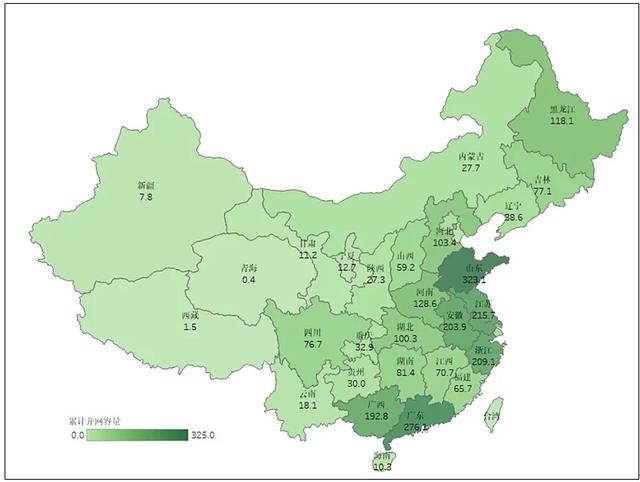 黑龙江
118.1
内蒙古
27.7
吉林
77.1
新疆
7.8
辽宁
38.6
河北
103.4
甘肃
11.2
宁夏
12.7
陕西
27.3
山西
59.2
山东
323.1
青海
0.4
河南
128.6
江苏
215.7
安徽
203.9
西藏
1.5
四川
76.7
重庆
32.9
湖北
100.3
浙江
209.1
湖南
81.4
江西
70.7
贵州
30.0
福建
65.7
云南
18.1
广西
192.8
广东
276.1
台湾
累计并网容量
0.0
325.0
海南
10.3